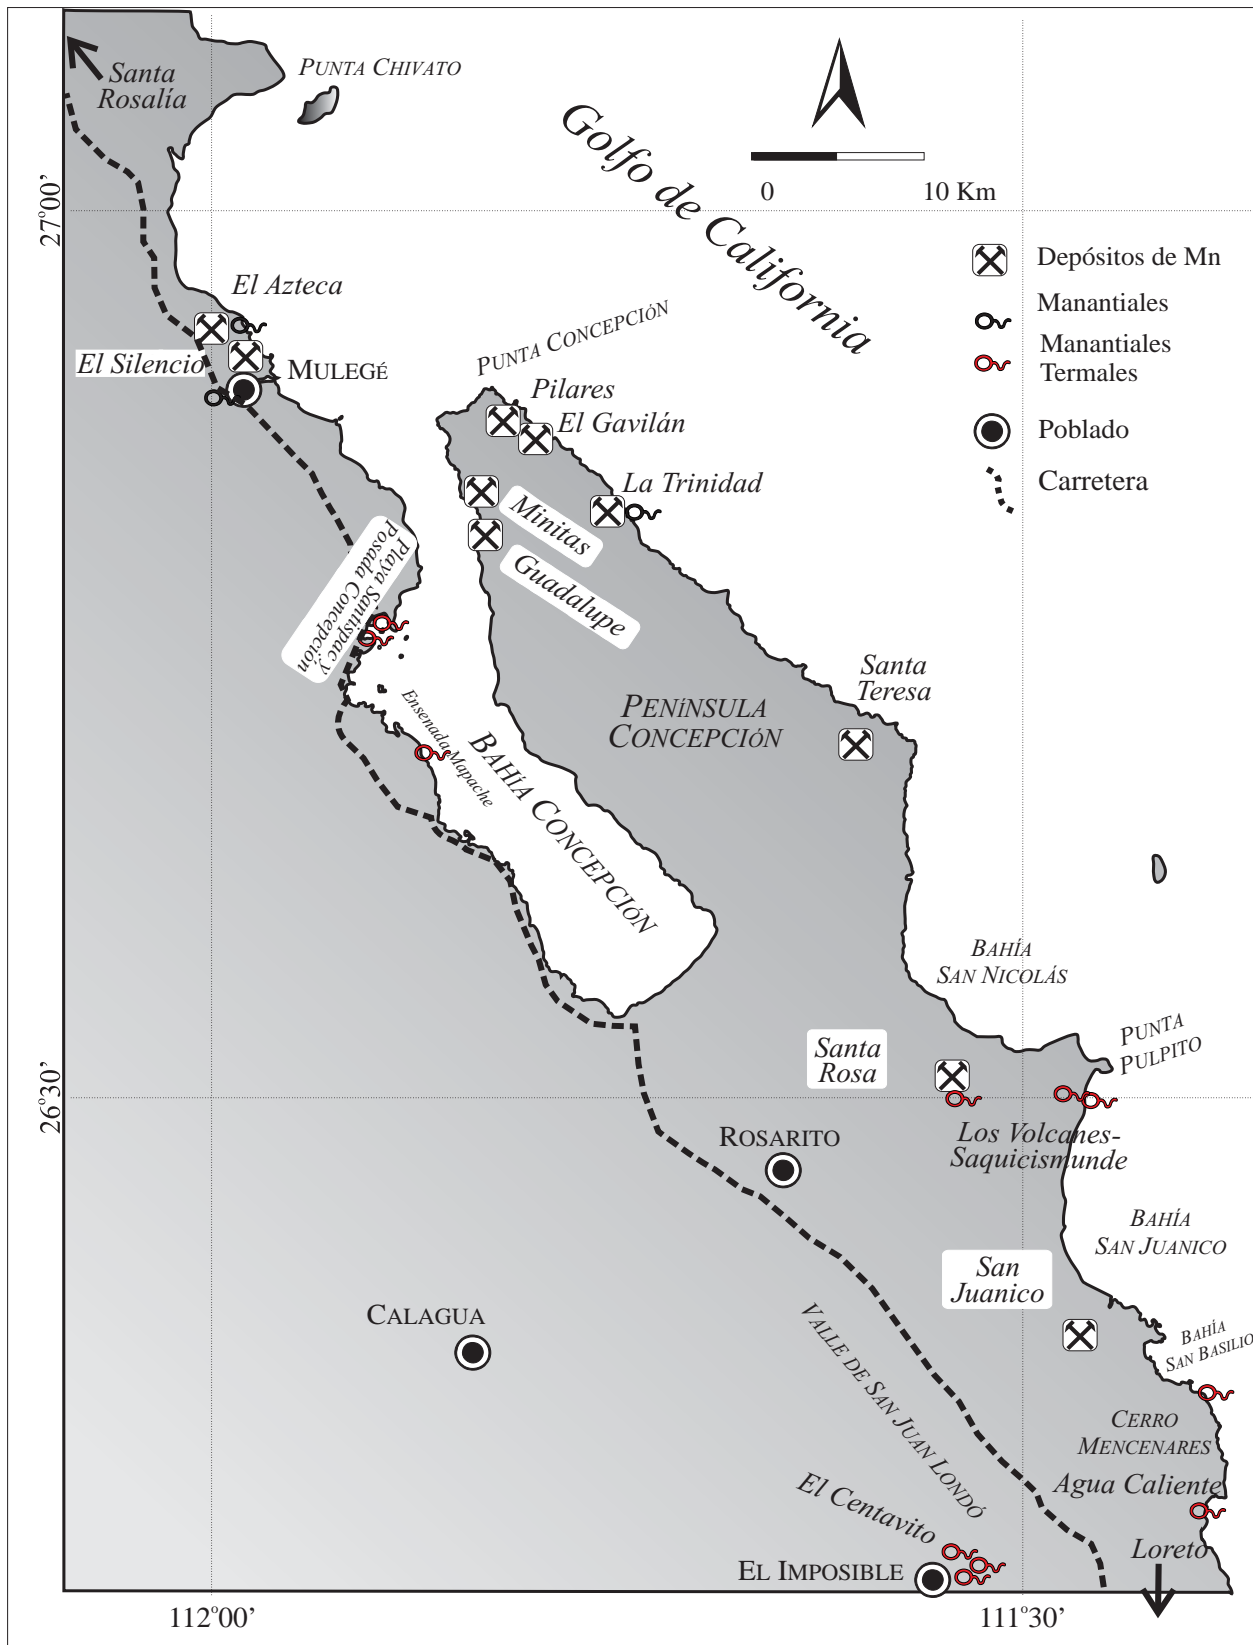 Santa
Rosalía
PUNTA CHIVATO
Golfo de California
0 10 Km
27°00'
Depósitos de Mn
Manantiales
Manantiales
Termales
Poblado
Carretera
El Azteca
El Silencio
MULEGÉ
PUNTA CONCEPCIÓN
Pilares
El Gavilán
La Trinidad
Minitas
Guadalupe
Playa Santispac y
Posada Concepción
Santa
Teresa
PENÍNSULA
CONCEPCIÓN
Ensenada Mapache
BAHÍA CONCEPCIÓN
BAHÍA
SAN NICOLÁS
PUNTA
PULPITO
Santa
Rosa
26°30'
Los Volcanes-
Saquicismunde
ROSARITO
BAHÍA
SAN JUANICO
San
Juanico
CALAGUA
VALLE DE SAN JUAN LONDÓ
BAHÍA
SAN BASILIO
CERRO
MENCENARES
Agua Caliente
El Centavito
Loreto
EL IMPOSIBLE
112°00'
111°30'